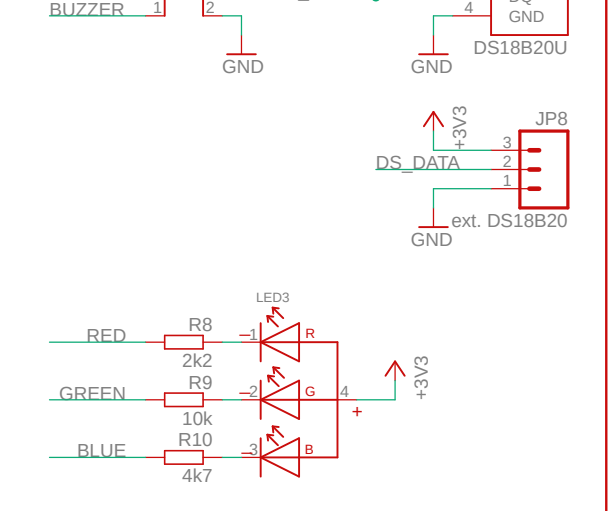 BUZZER 1 2 4 GND
DS18B20U
GND GND
+3V3 JP8
3
DS_DATA 2
1
ext. DS18B20
GND
LED3
RED R8 1 R
2k2
+3V3
GREEN R9 2 G 4
10k +
BLUE R10 3 B
4k7